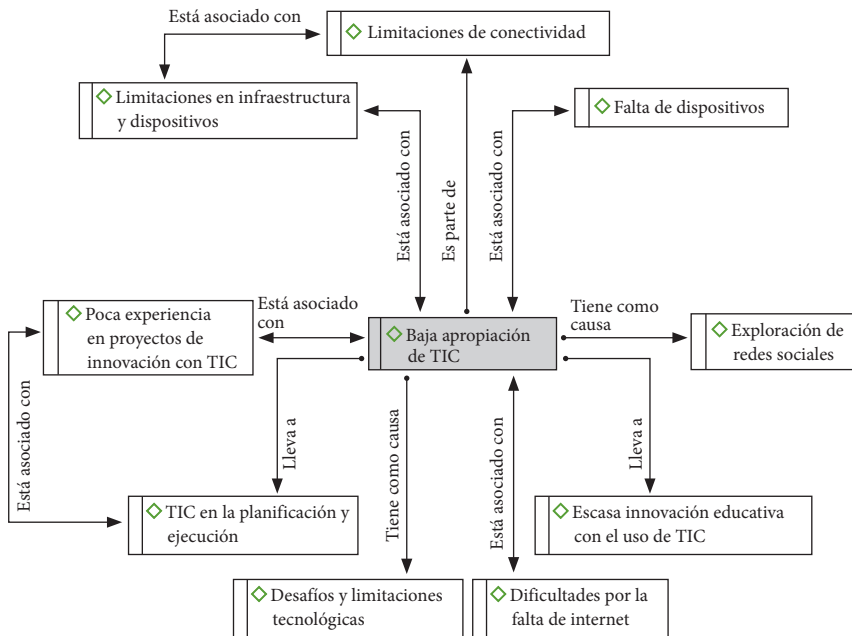 Está asociado con
Limitaciones de conectividad
Limitaciones en infraestructura
y dispositivos
Falta de dispositivos
Está asociado con
Es parte de
Está asociado con
Poca experiencia
en proyectos de
innovación con TIC
Está asociado
con
Baja apropiación
de TIC
Tiene como
causa
Exploración de
redes sociales
Está asociado con
Lleva a
Tiene como causa
Está asociado con
Lleva a
TIC en la planificación y
ejecución
Escasa innovación educativa
con el uso de TIC
Desafíos y limitaciones
tecnológicas
Dificultades por la
falta de internet